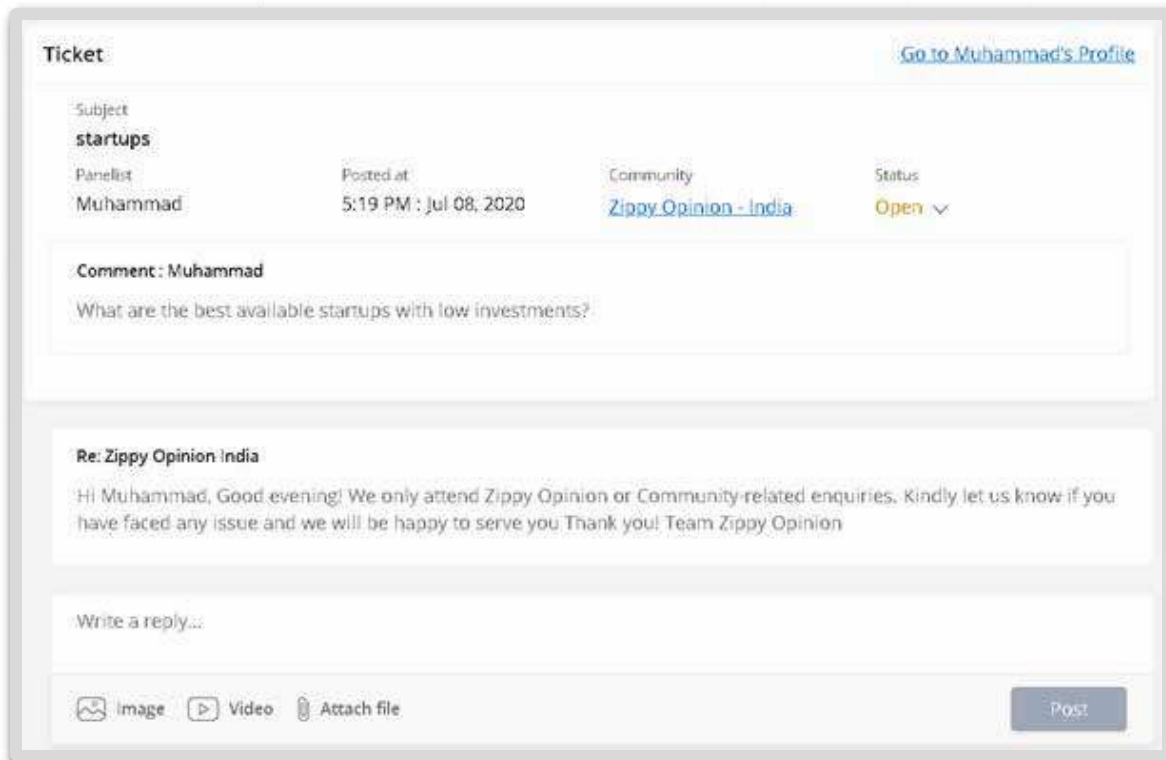 Ticket
Go to Muhammad's Profile
Subject
startups
Panelist
Muhammad
Posted at
5:19 PM : Jul 08, 2020
Community
Zippy Opinion - India
Status
Open
Comment : Muhammad
What are the best available startups with low investments?
Re: Zippy Opinion India
Hi Muhammad, Good evening! We only attend Zippy Opinion or Community-related enquiries. Kindly let us know if you
have faced any issue and we will be happy to serve you Thank you! Team Zippy Opinion
Write a reply...
Image
Video
Attach file
Post